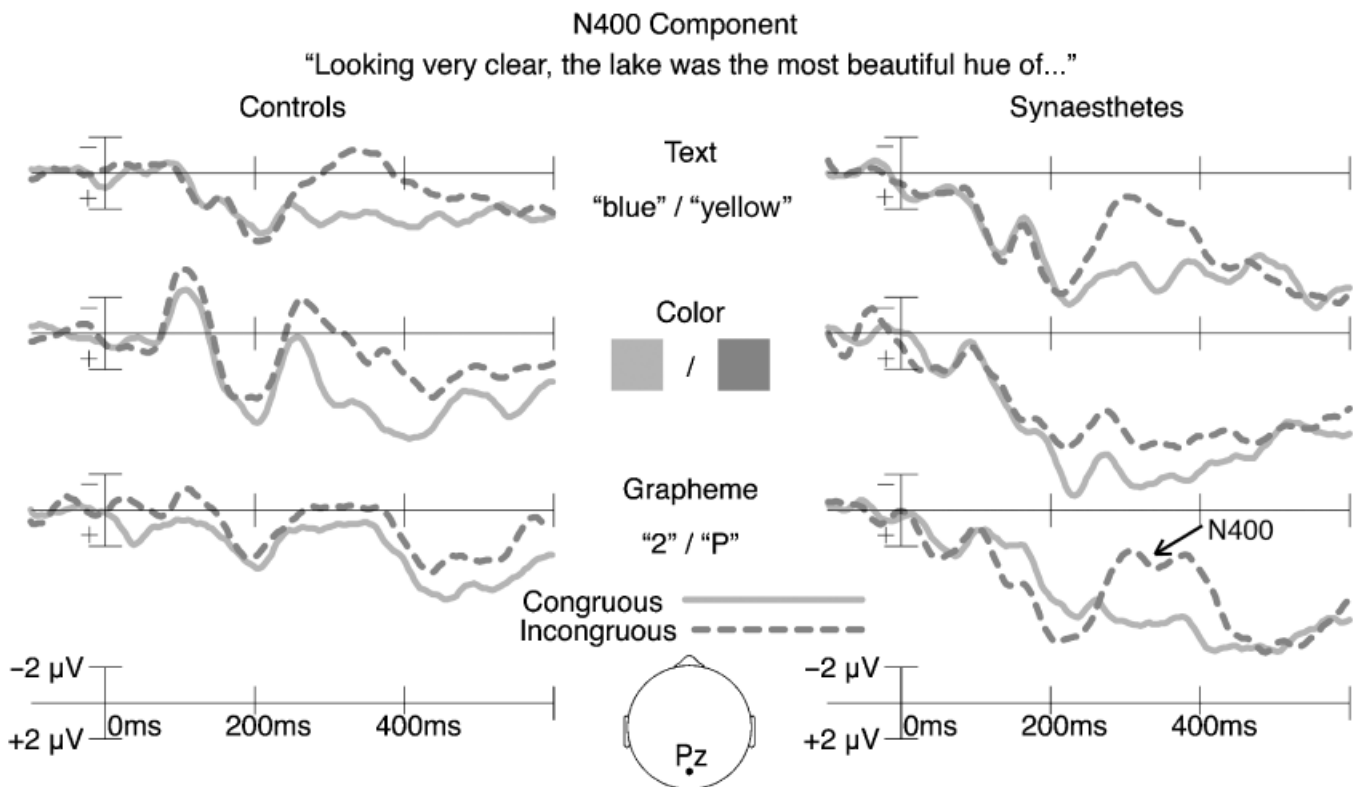 N400 Component
“Looking very clear, the lake was the most beautiful hue of...”
Controls
Synaesthetes
− +
Text
“blue” / “yellow”
− +
− +
Color
/
− +
− +
Grapheme
“2” / “P”
− +
N400
Congruous
Incongruous
−2 µV
+2 µV
0ms 200ms 400ms
Pz
−2 µV
+2 µV
0ms 200ms 400ms